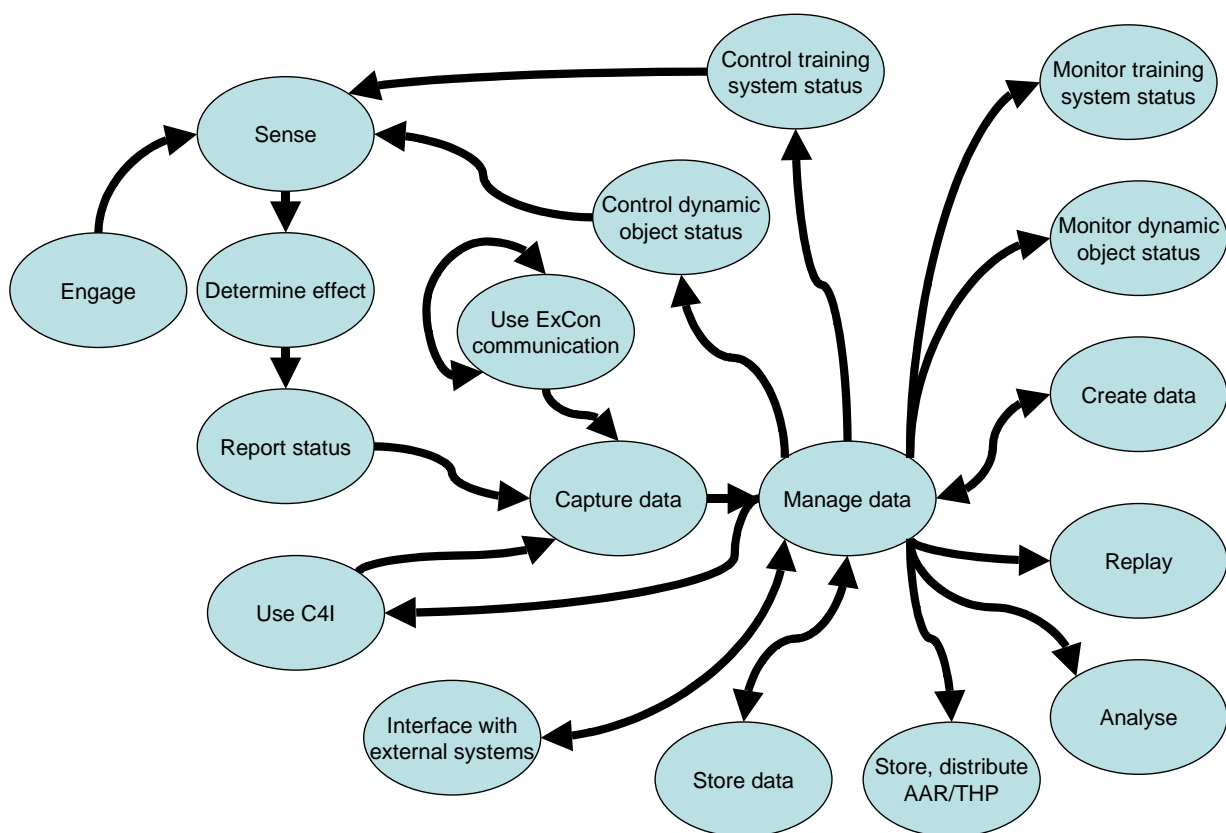 Control training
system status
Monitor training
system status
Sense
Control dynamic
object status
Monitor dynamic
object status
Engage
Determine effect
Use ExCon
communication
Create data
Report status
Capture data
Manage data
Replay
Use C4I
Interface with
external systems
Store data
Store, distribute
AAR/THP
Analyse